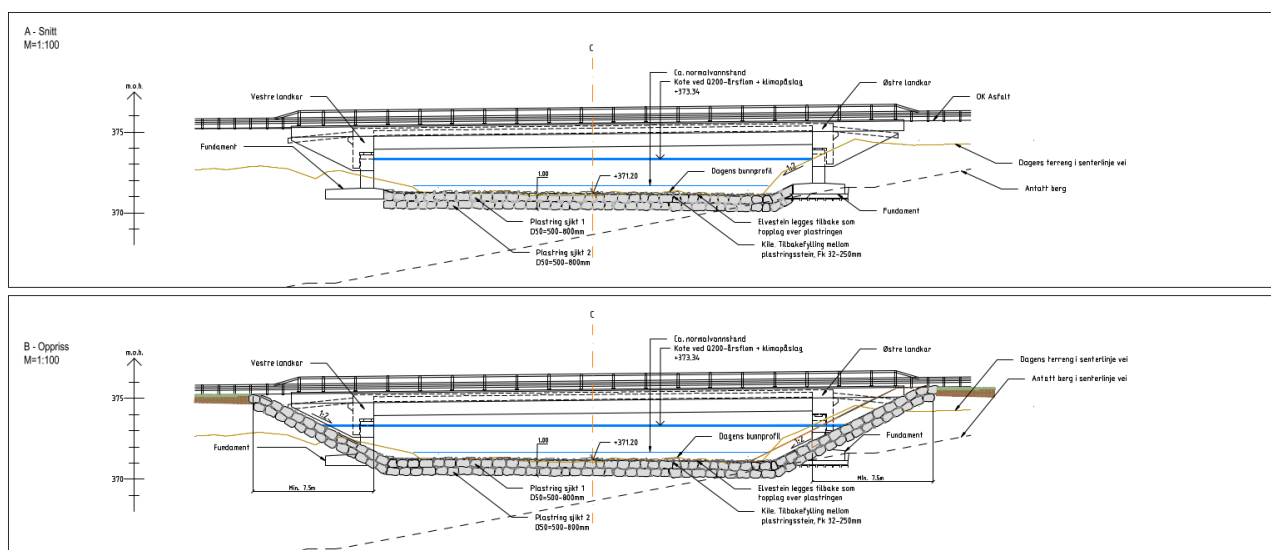 A - Snitt
M=1:100
C
m.o.h.
375
370
Vestre landkar
Fundament
Ca. normalvannstand
Kote ved Q200-årsflom + klimapåslag
+373.34
Østre landkar
OK Asfalt
1:2
Dagens terreng i senterlinje vei
Antatt berg
1.00
+371.20
Dagens bunnprofil
Fundament
Plastring sjikt 1
D50=500-800mm
Plastring sjikt 2
D50=500-800mm
Elvestein legges tilbake som
topplag over plastringen
Kile. Tilbakefylling mellom
plastringsstein, Fk 32-250mm
B - Oppriss
M=1:100
C
m.o.h.
375
370
Vestre landkar
Fundament
Ca. normalvannstand
Kote ved Q200-årsflom + klimapåslag
+373.34
Østre landkar
Dagens terreng i senterlinje vei
Antatt berg i senterlinje vei
1:2
1:2
1.00
+371.20
Dagens bunnprofil
Fundament
Min. 7.5m
Min. 7.5m
Plastring sjikt 1
D50=500-800mm
Plastring sjikt 2
D50=500-800mm
Elvestein legges tilbake som
topplag over plastringen
Kile. Tilbakefylling mellom
plastringsstein, Fk 32-250mm